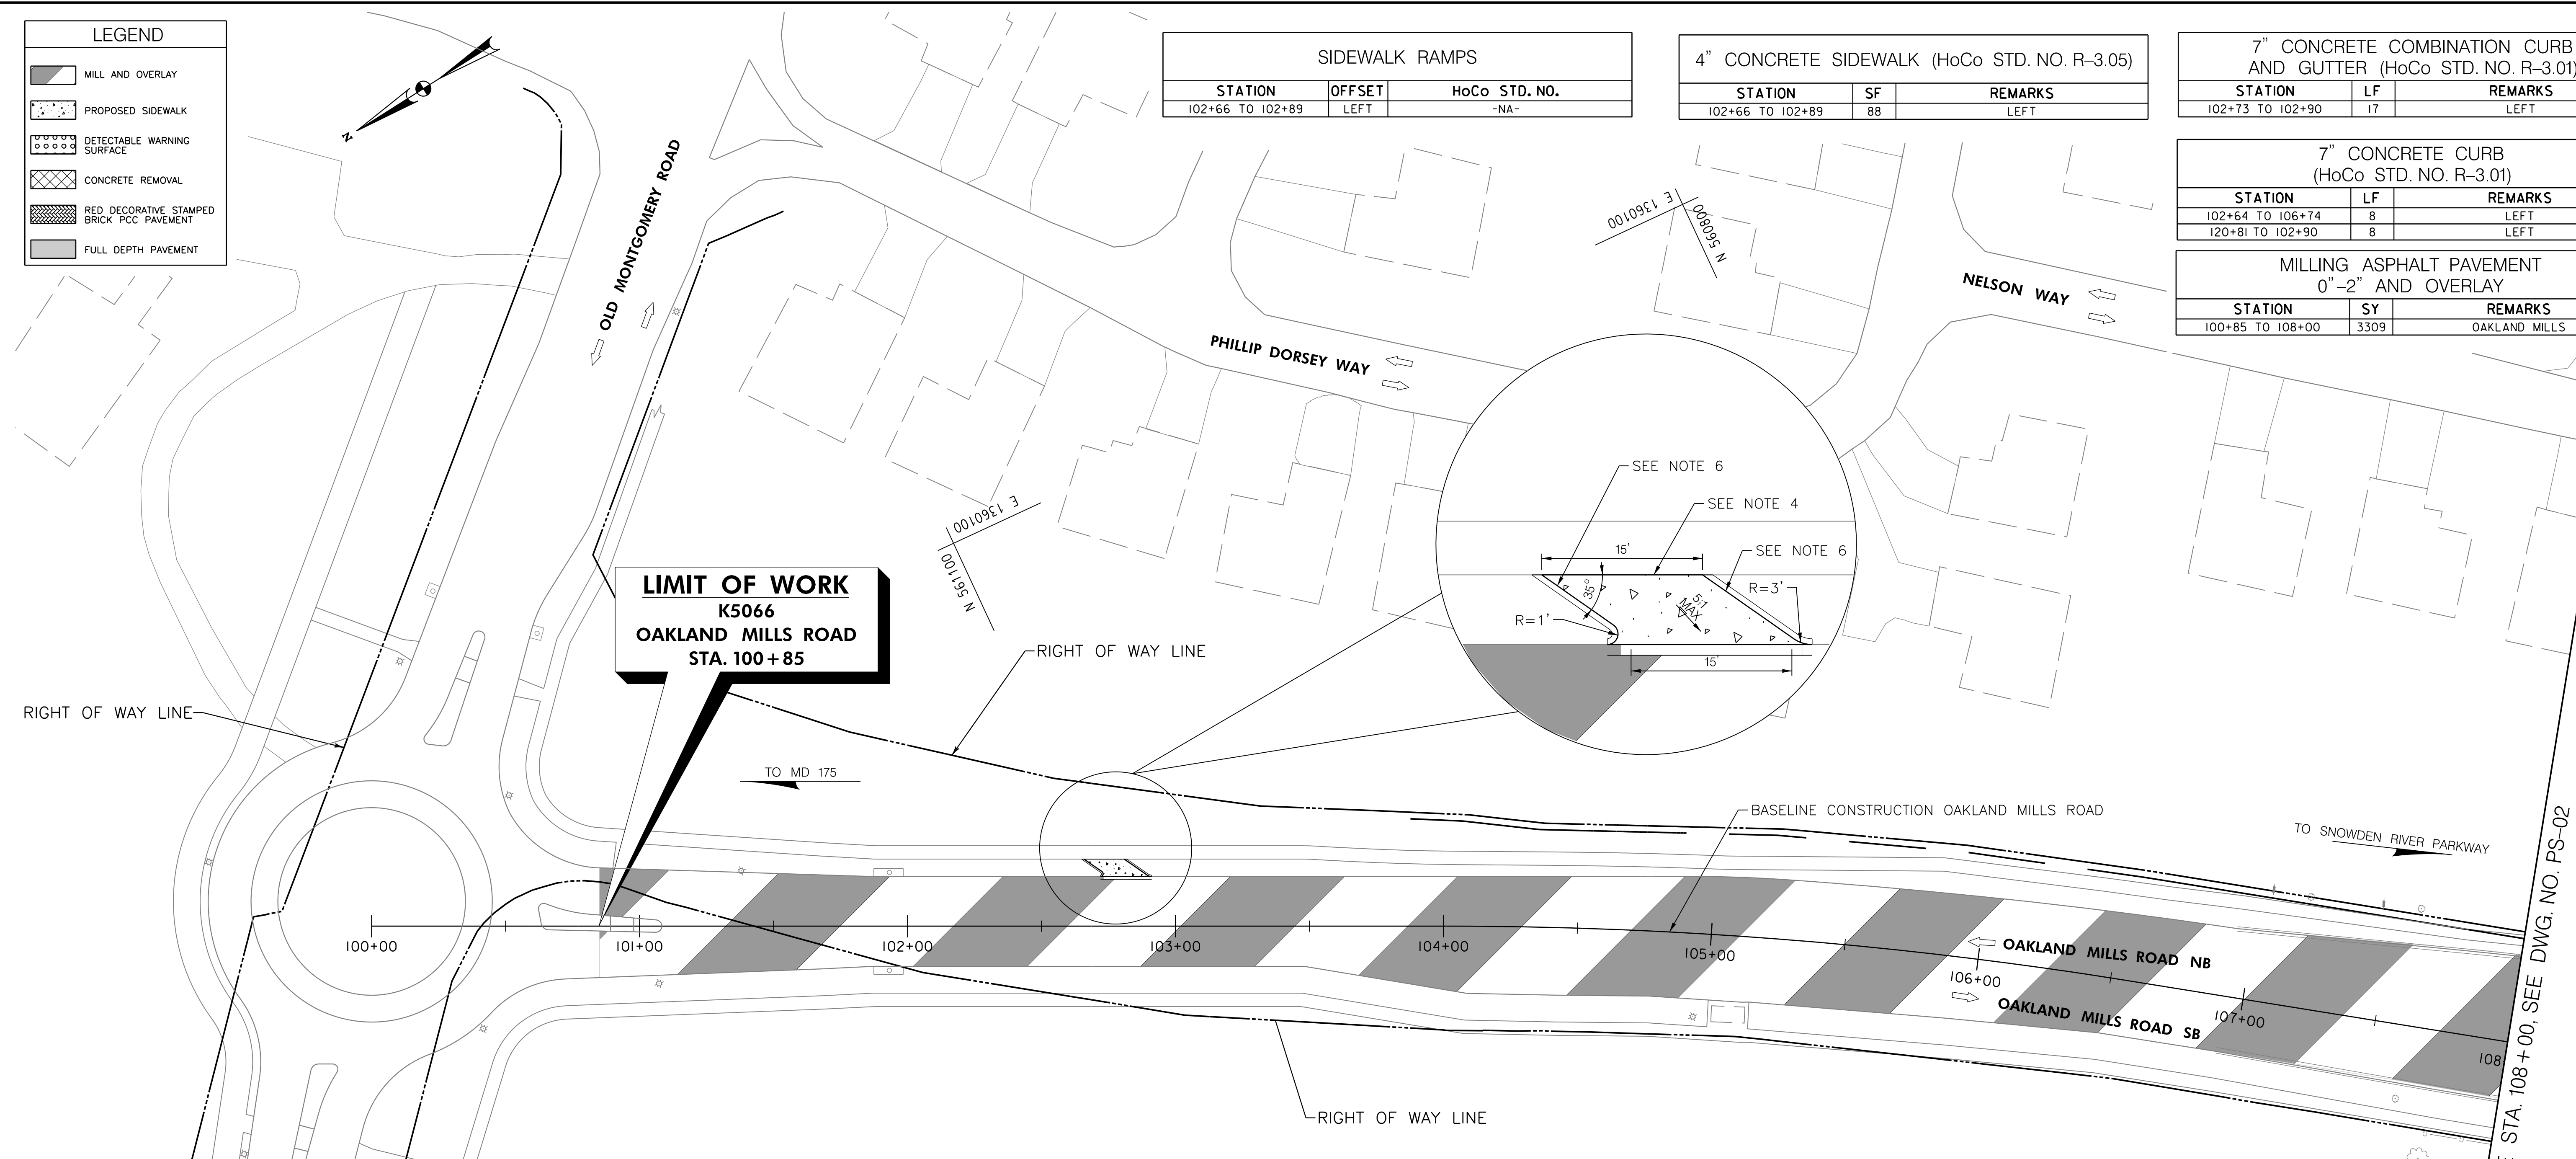 LEGEND
MILL AND OVERLAY
PROPOSED SIDEWALK
DETECTABLE WARNING
SURFACE
CONCRETE REMOVAL
RED DECORATIVE STAMPED
BRICK PCC PAVEMENT
FULL DEPTH PAVEMENT
N
SIDEWALK RAMPS
STATION OFFSET HoCo STD. NO.
102+66 TO 102+89 LEFT -NA-
4" CONCRETE SIDEWALK (HoCo STD. NO. R-3.05)
STATION SF REMARKS
102+66 TO 102+89 88 LEFT
7" CONCRETE COMBINATION CURB
AND GUTTER (HoCo STD. NO. R-3.01)
STATION LF REMARKS
102+73 TO 102+90 17 LEFT
7" CONCRETE CURB
(HoCo STD. NO. R-3.01)
STATION LF REMARKS
102+64 TO 106+74 8 LEFT
120+81 TO 102+90 8 LEFT
MILLING ASPHALT PAVEMENT
0"-2" AND OVERLAY
STATION SY REMARKS
100+85 TO 108+00 3309 OAKLAND MILLS
OLD MONTGOMERY ROAD
PHILLIP DORSEY WAY
NELSON WAY
E 1360100
N 560800
E 1360100
N 561100
SEE NOTE 6
SEE NOTE 4
SEE NOTE 6
15'
35°
5:1
MAX
R=3'
R=1'
15'
LIMIT OF WORK
K5066
OAKLAND MILLS ROAD
STA. 100+85
RIGHT OF WAY LINE
RIGHT OF WAY LINE
TO MD 175
BASELINE CONSTRUCTION OAKLAND MILLS ROAD
TO SNOWDEN RIVER PARKWAY
100+00
101+00
102+00
103+00
104+00
105+00
106+00
107+00
108
OAKLAND MILLS ROAD NB
OAKLAND MILLS ROAD SB
RIGHT OF WAY LINE
STA. 108+00, SEE DWG. NO. PS-02